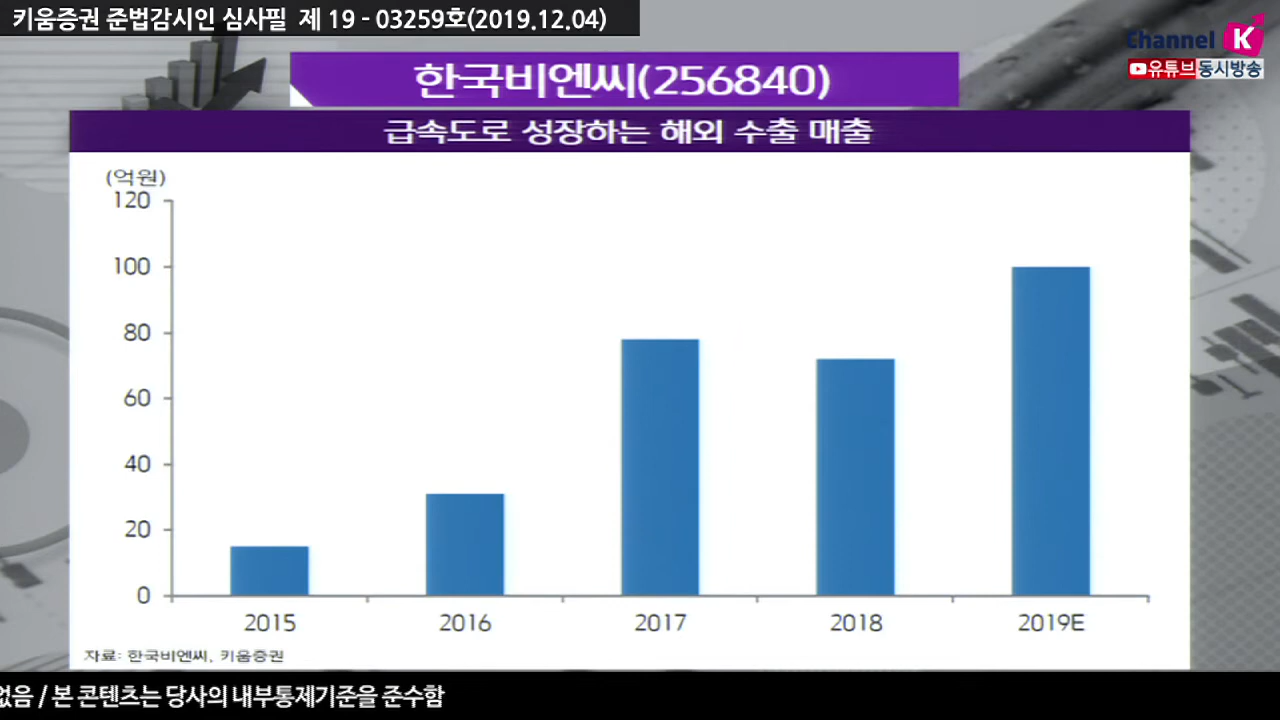 키움증권 준법감시인 심사필 제 19 - 03259호(2019.12.04)
Channel K
유튜브동시방송
한국비엔씨(256840)
급속도로 성장하는 해외 수출 매출
(억원)
120
100
80
60
40
20
0
2015 2016 2017 2018 2019E
자료: 한국비엔씨, 키움증권
없음 / 본 콘텐츠는 당사의 내부통제기준을 준수함